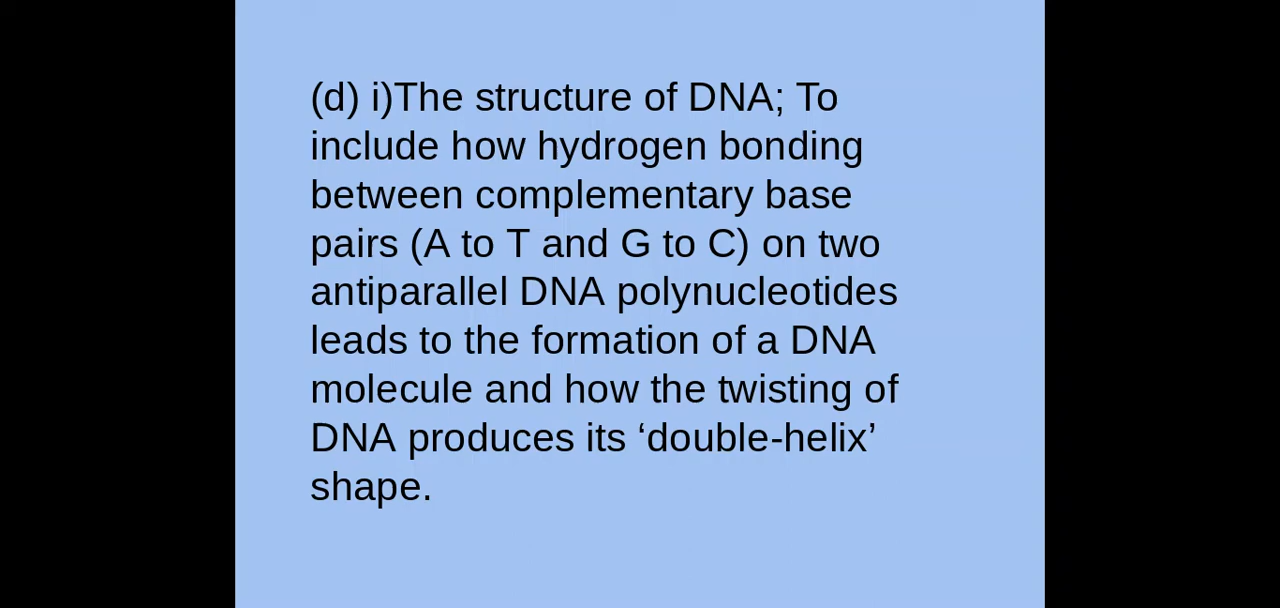 (d) i)The structure of DNA; To
include how hydrogen bonding
between complementary base
pairs (A to T and G to C) on two
antiparallel DNA polynucleotides
leads to the formation of a DNA
molecule and how the twisting of
DNA produces its ‘double-helix’
shape.